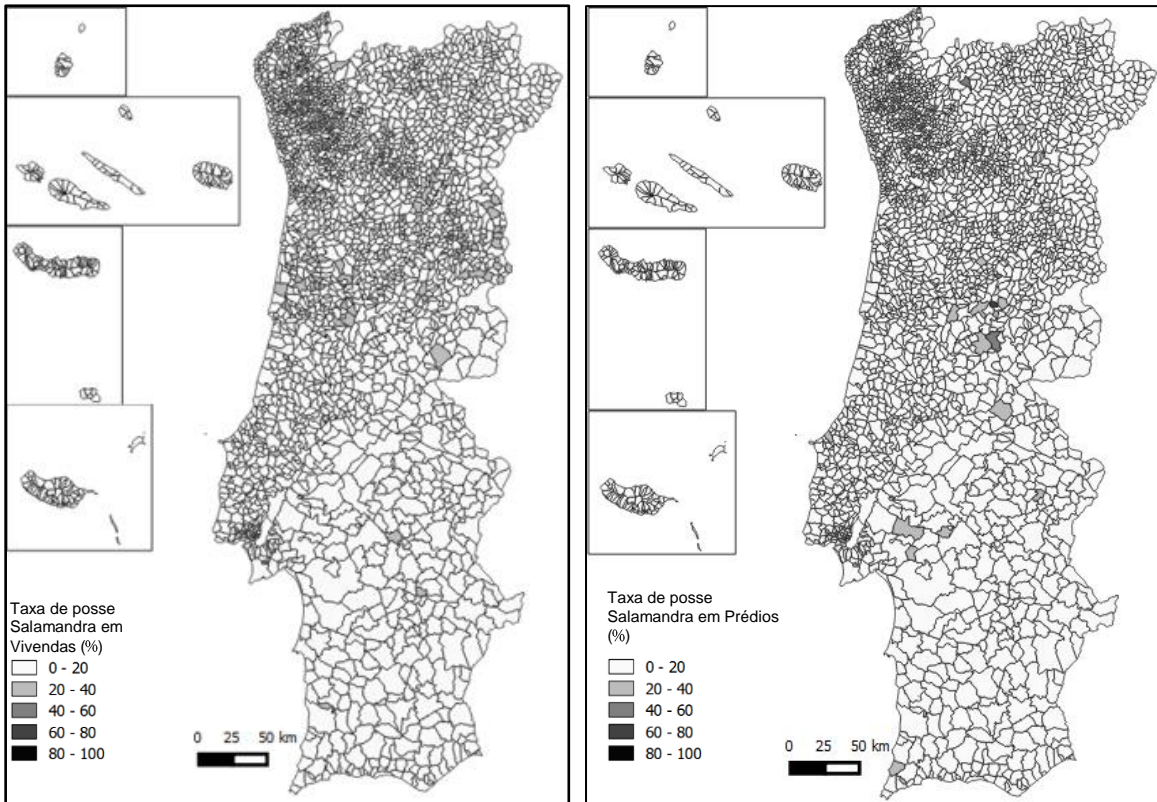 Taxa de posse
Salamandra em
Vivendas (%)
0 - 20
20 - 40
40 - 60
60 - 80
80 - 100
0 25 50 km
Taxa de posse
Salamandra em Prédios
(%)
0 - 20
20 - 40
40 - 60
60 - 80
80 - 100
0 25 50 km